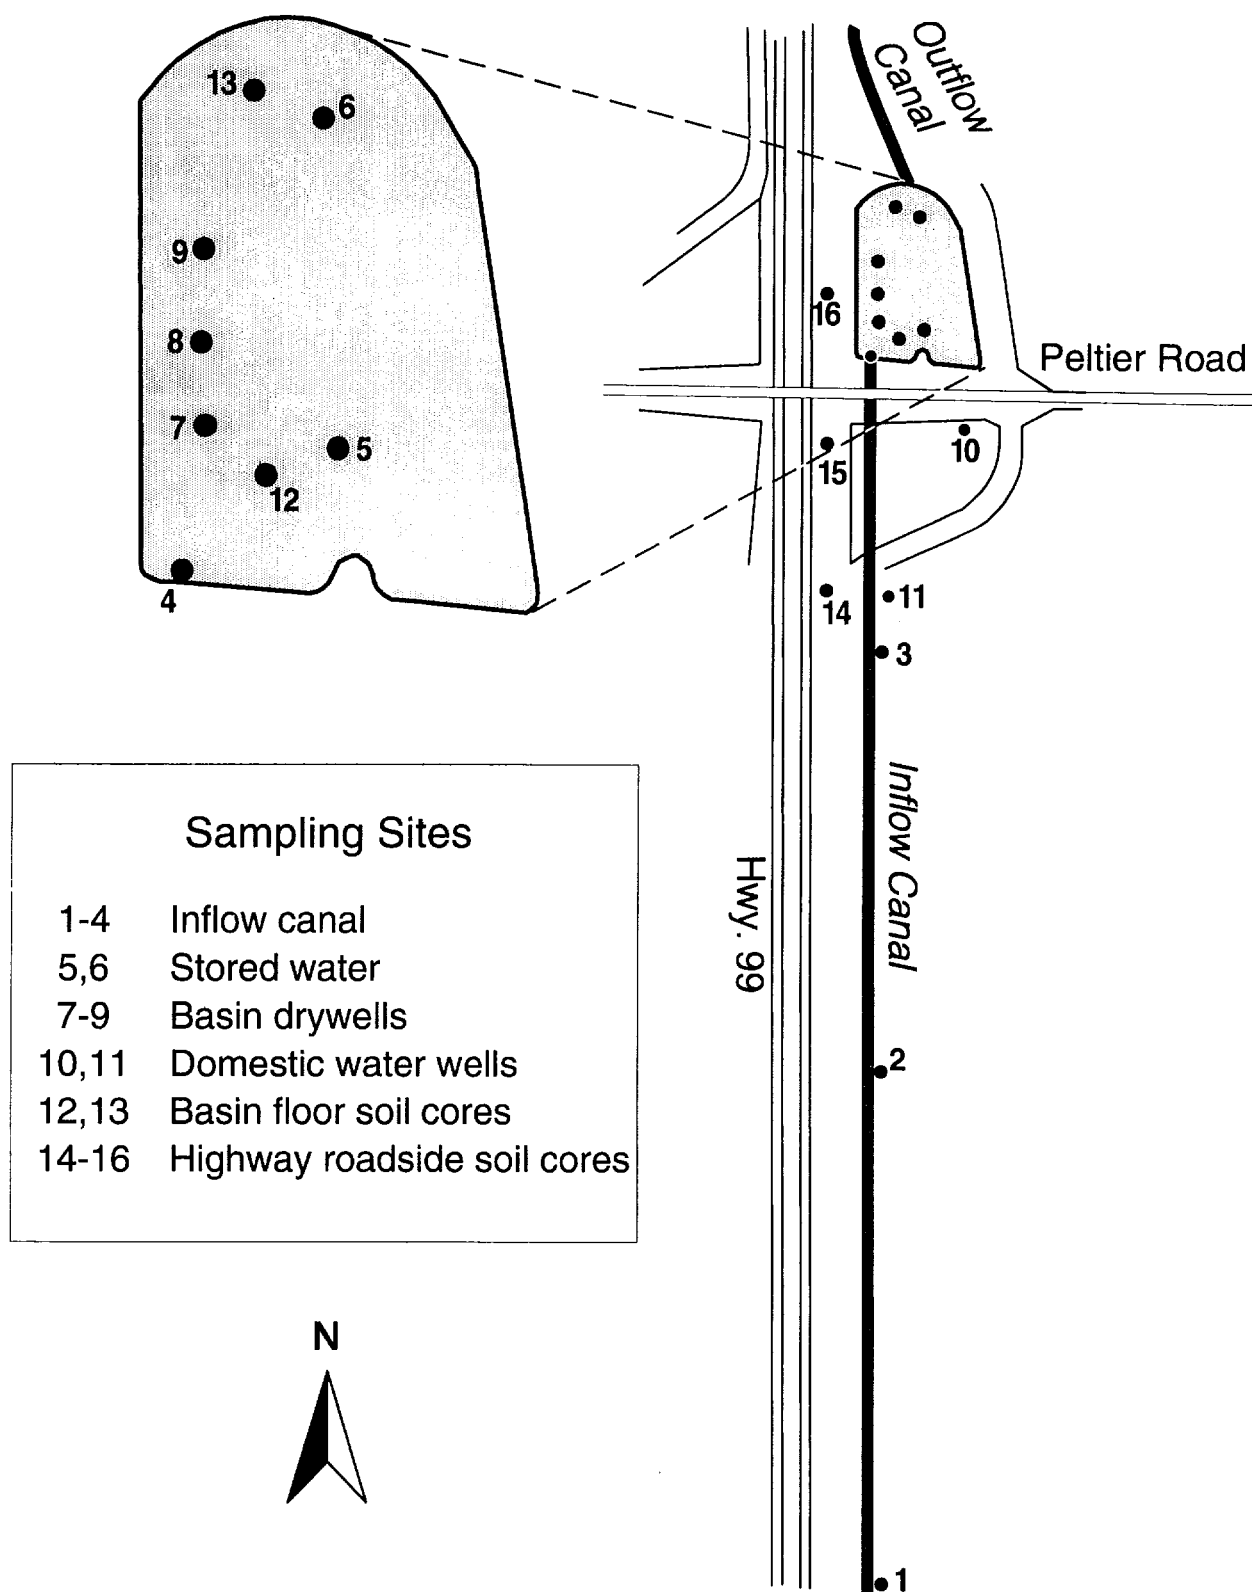 Outflow
Canal
13
6
9
8
7
5
12
4
16
Peltier Road
15
10
14
11
3
Inflow Canal
Hwy. 99
2
1
Sampling Sites
1-4 Inflow canal
5,6 Stored water
7-9 Basin drywells
10,11 Domestic water wells
12,13 Basin floor soil cores
14-16 Highway roadside soil cores
N